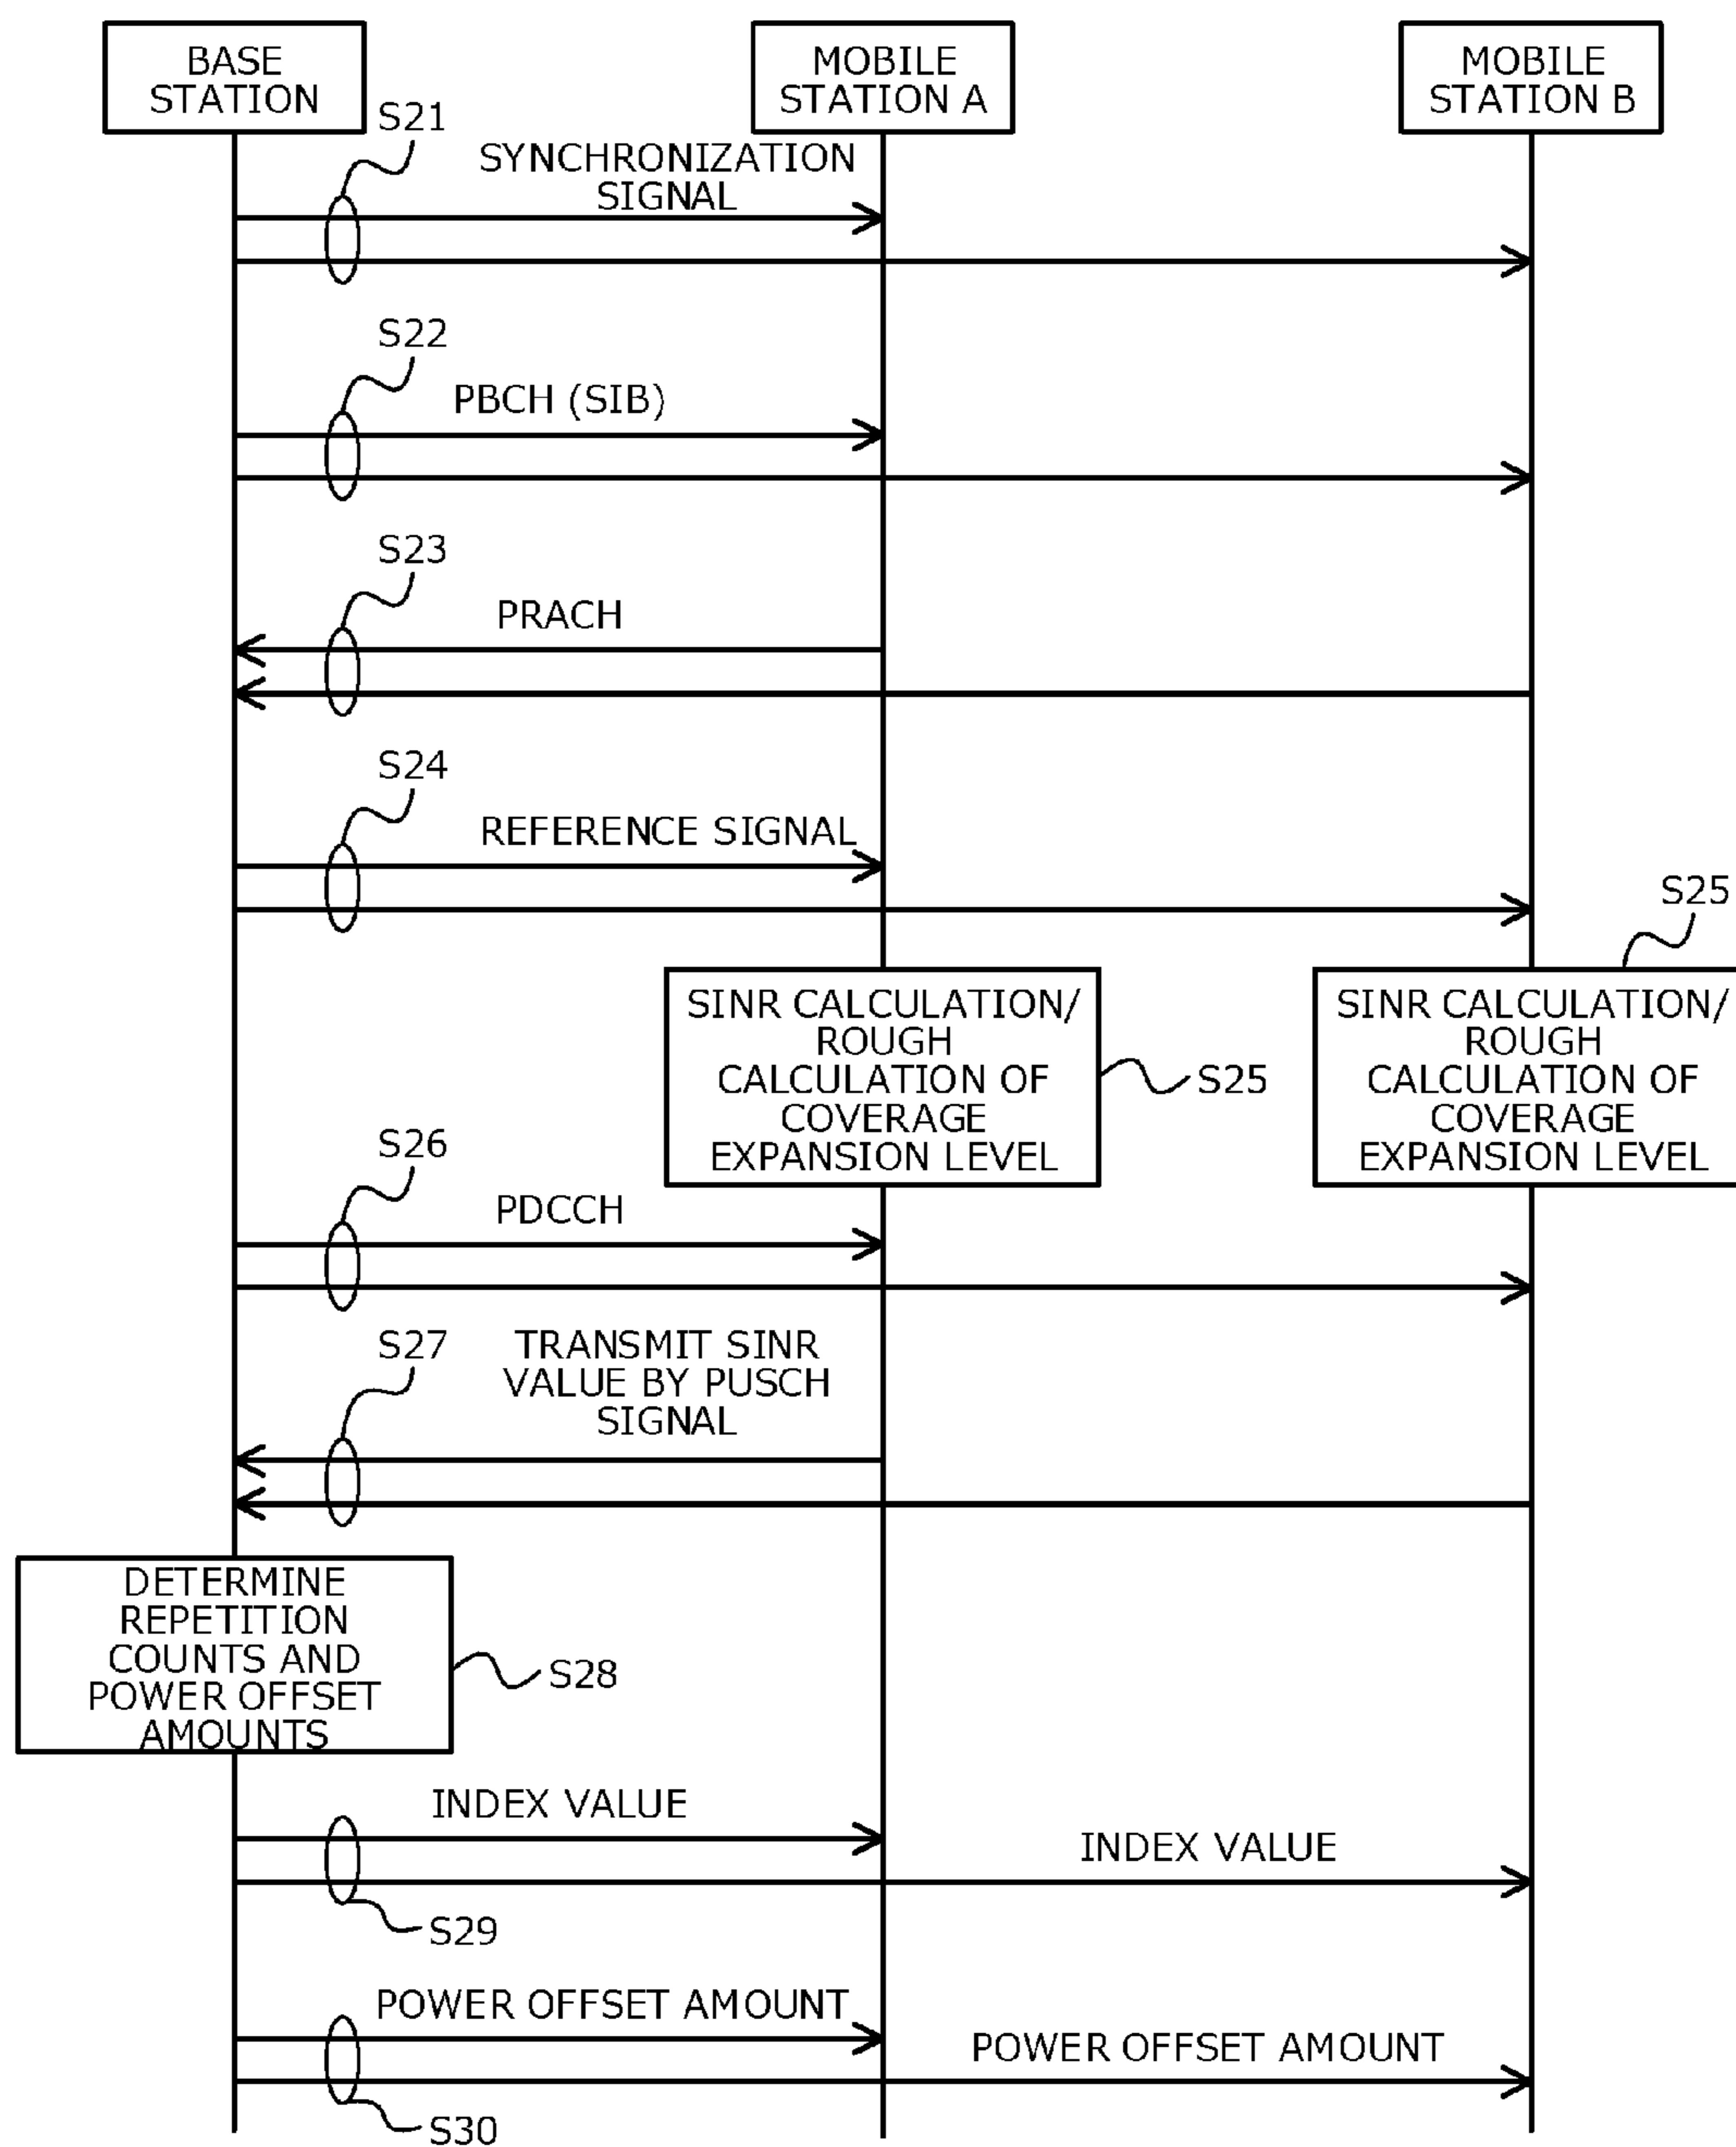 BASE
STATION
MOBILE
STATION A
MOBILE
STATION B
S21
SYNCHRONIZATION
SIGNAL
S22
PBCH (SIB)
S23
PRACH
S24
REFERENCE SIGNAL
S25
SINR CALCULATION/
ROUGH
CALCULATION OF
COVERAGE
EXPANSION LEVEL
S25
SINR CALCULATION/
ROUGH
CALCULATION OF
COVERAGE
EXPANSION LEVEL
S26
PDCCH
S27
TRANSMIT SINR
VALUE BY PUSCH
SIGNAL
DETERMINE
REPETITION
COUNTS AND
POWER OFFSET
AMOUNTS
S28
INDEX VALUE
INDEX VALUE
S29
POWER OFFSET AMOUNT
POWER OFFSET AMOUNT
S30